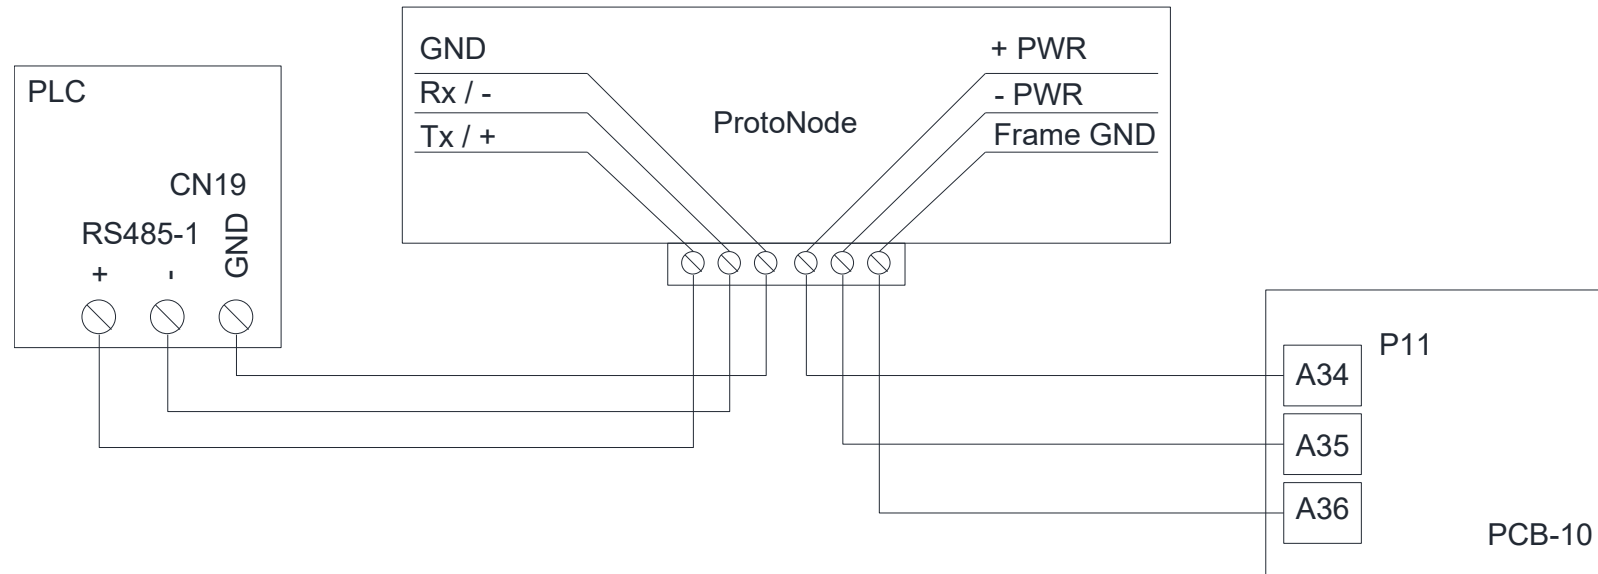 PLC
CN19
RS485-1
GND
+
-
GND
Rx / -
Tx / +
ProtoNode
+ PWR
- PWR
Frame GND
P11
A34
A35
A36
PCB-10